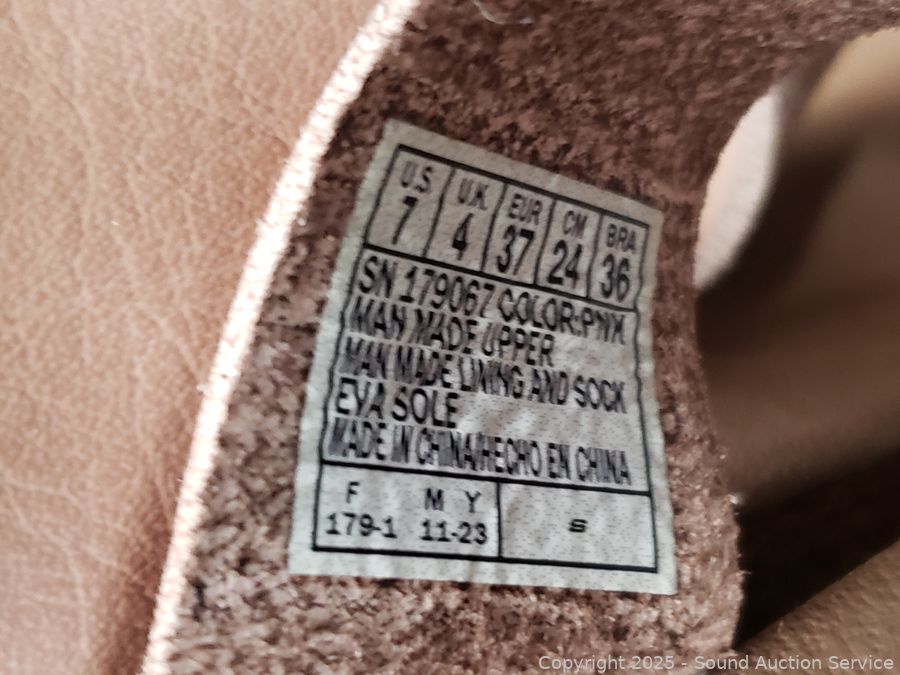 U.S. U.K. EUR CM BRA
7 4 37 24 36
SN 179067 COLOR:PNK
MAN MADE UPPER
MAN MADE LINING AND SOCK
EVA SOLE
MADE IN CHINA/HECHO EN CHINA
F M Y
179-1 11-23 S
Copyright © 2025 - Sound Auction Service